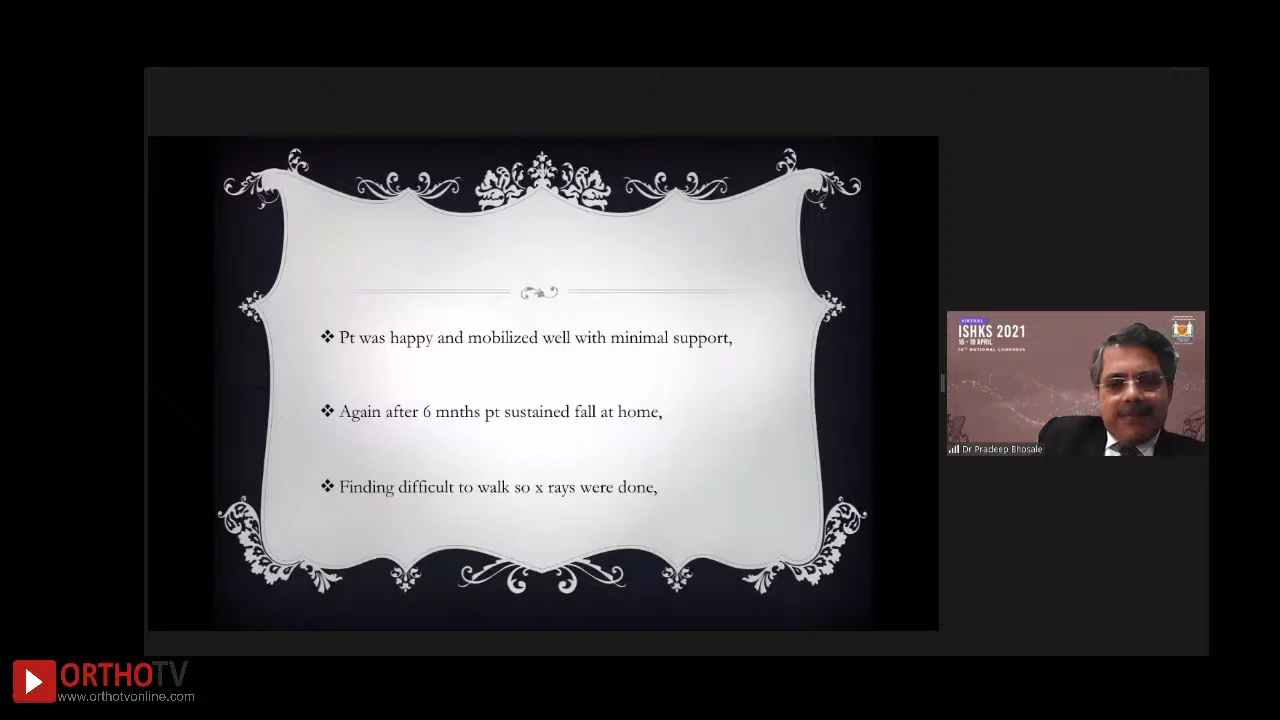 ❖ Pt was happy and mobilized well with minimal support,
❖ Again after 6 mnths pt sustained fall at home,
❖ Finding difficult to walk so x rays were done,
VIRTUAL
ISHKS 2021
16 - 18 APRIL
Dr Pradeep Bhosale
ORTHOTV
www.orthotvonline.com